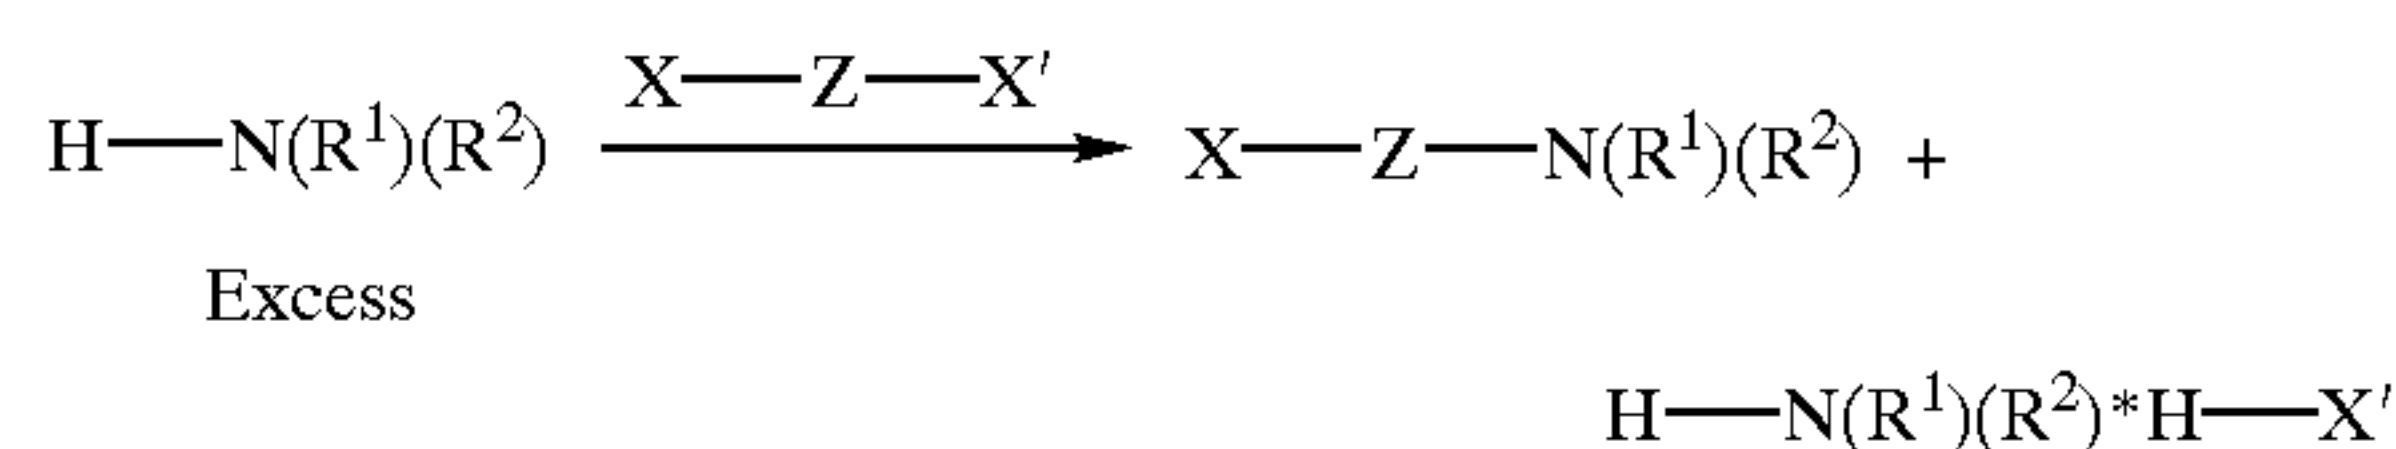 X—Z—X′
H—N(R¹)(R²) X—Z—N(R¹)(R²) +
Excess
H—N(R¹)(R²)*H—X′